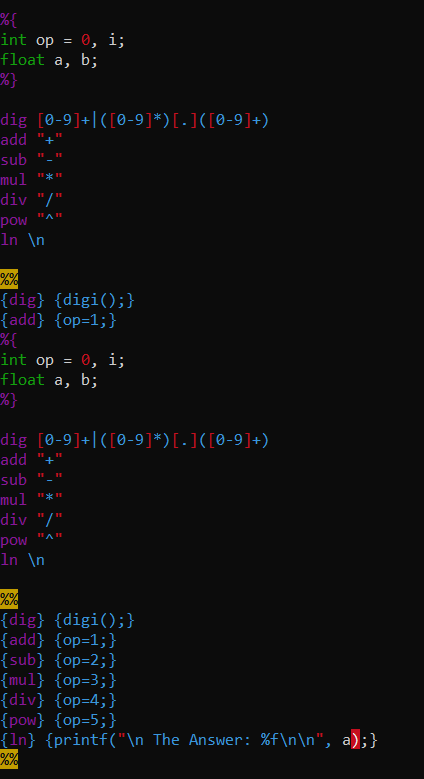 %{
int op = 0, i;
float a, b;
%}
dig [0-9]+|([0-9]*)[.]([0-9]+)
add "+"
sub "-"
mul "*"
div "/"
pow "^"
ln \n
%%
{dig} {digi();}
{add} {op=1;}
%{
int op = 0, i;
float a, b;
%}
dig [0-9]+|([0-9]*)[.]([0-9]+)
add "+"
sub "-"
mul "*"
div "/"
pow "^"
ln \n
%%
{dig} {digi();}
{add} {op=1;}
{sub} {op=2;}
{mul} {op=3;}
{div} {op=4;}
{pow} {op=5;}
{ln} {printf("\n The Answer: %f\n\n", a);}
%%